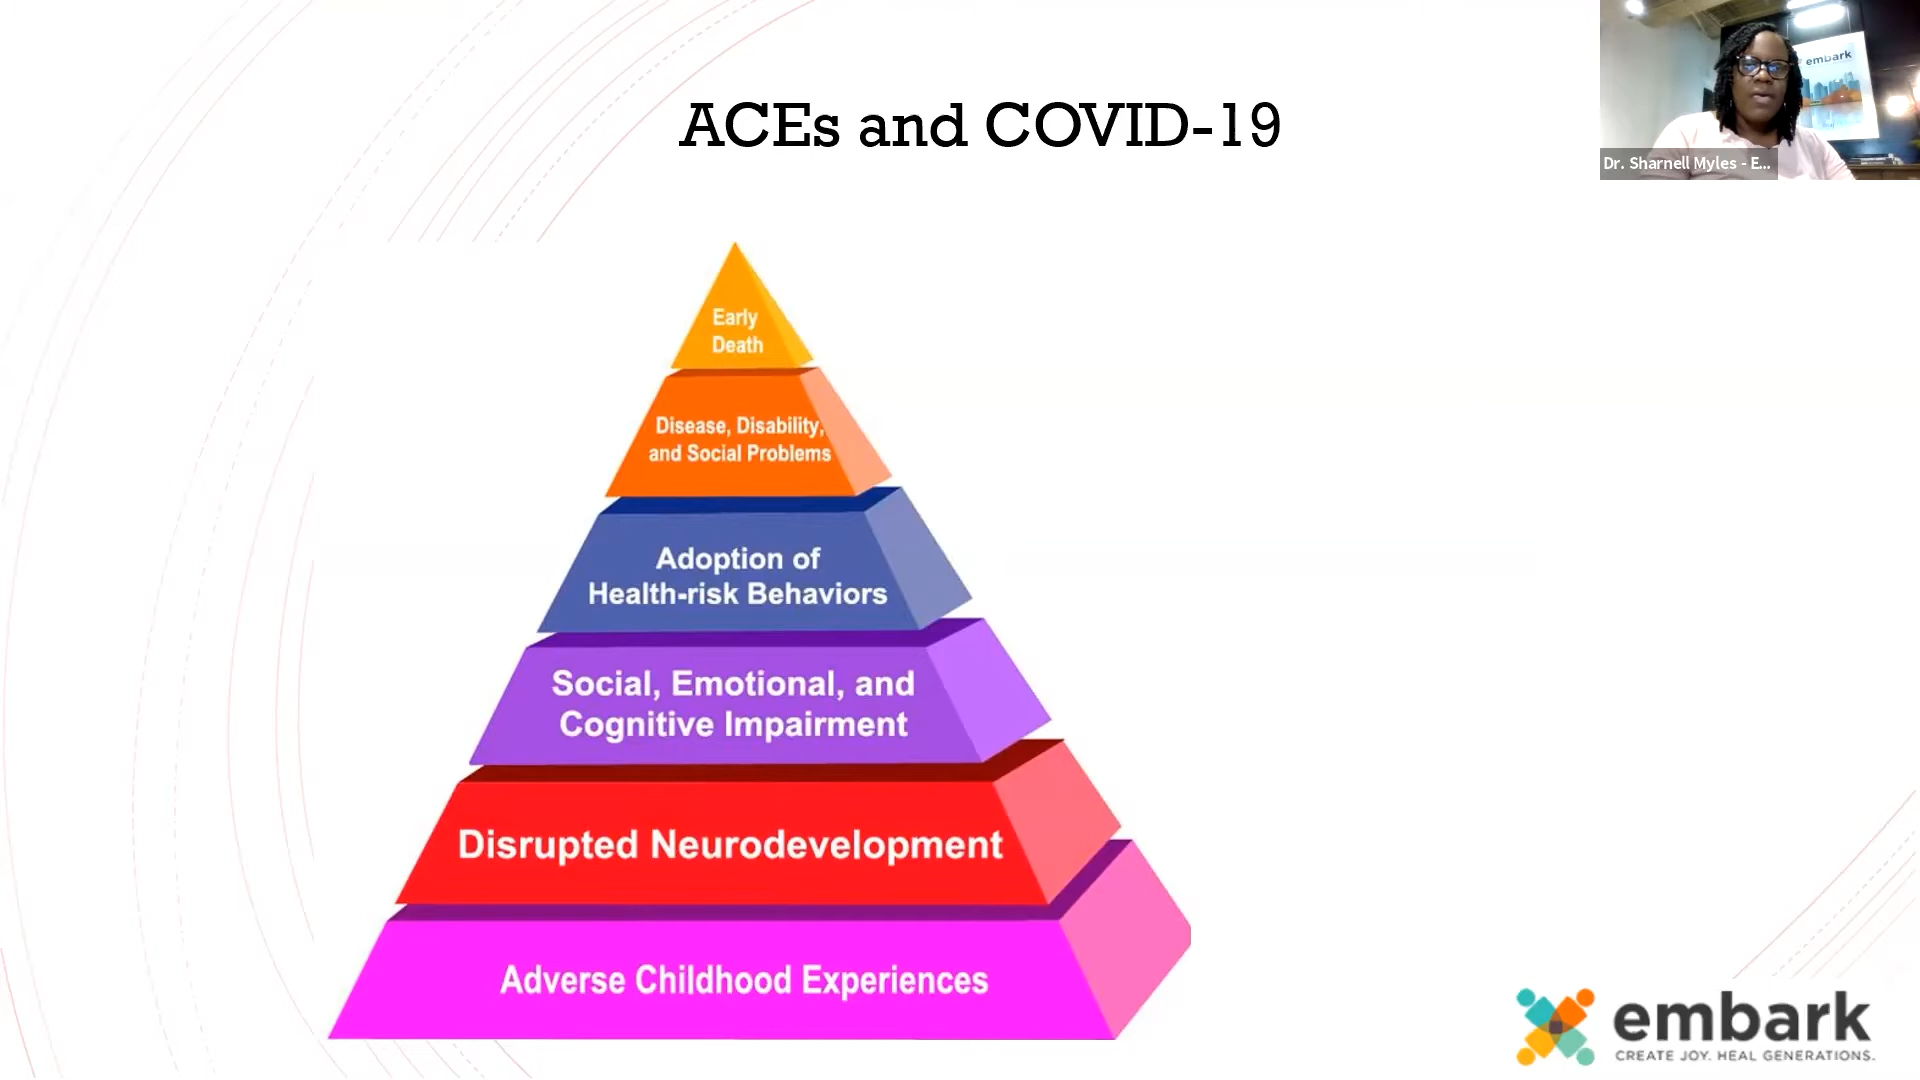 ACEs and COVID-19
embark
Dr. Sharnell Myles - E...
Early
Death
Disease, Disability,
and Social Problems
Adoption of
Health-risk Behaviors
Social, Emotional, and
Cognitive Impairment
Disrupted Neurodevelopment
Adverse Childhood Experiences
embark
CREATE JOY. HEAL GENERATIONS.